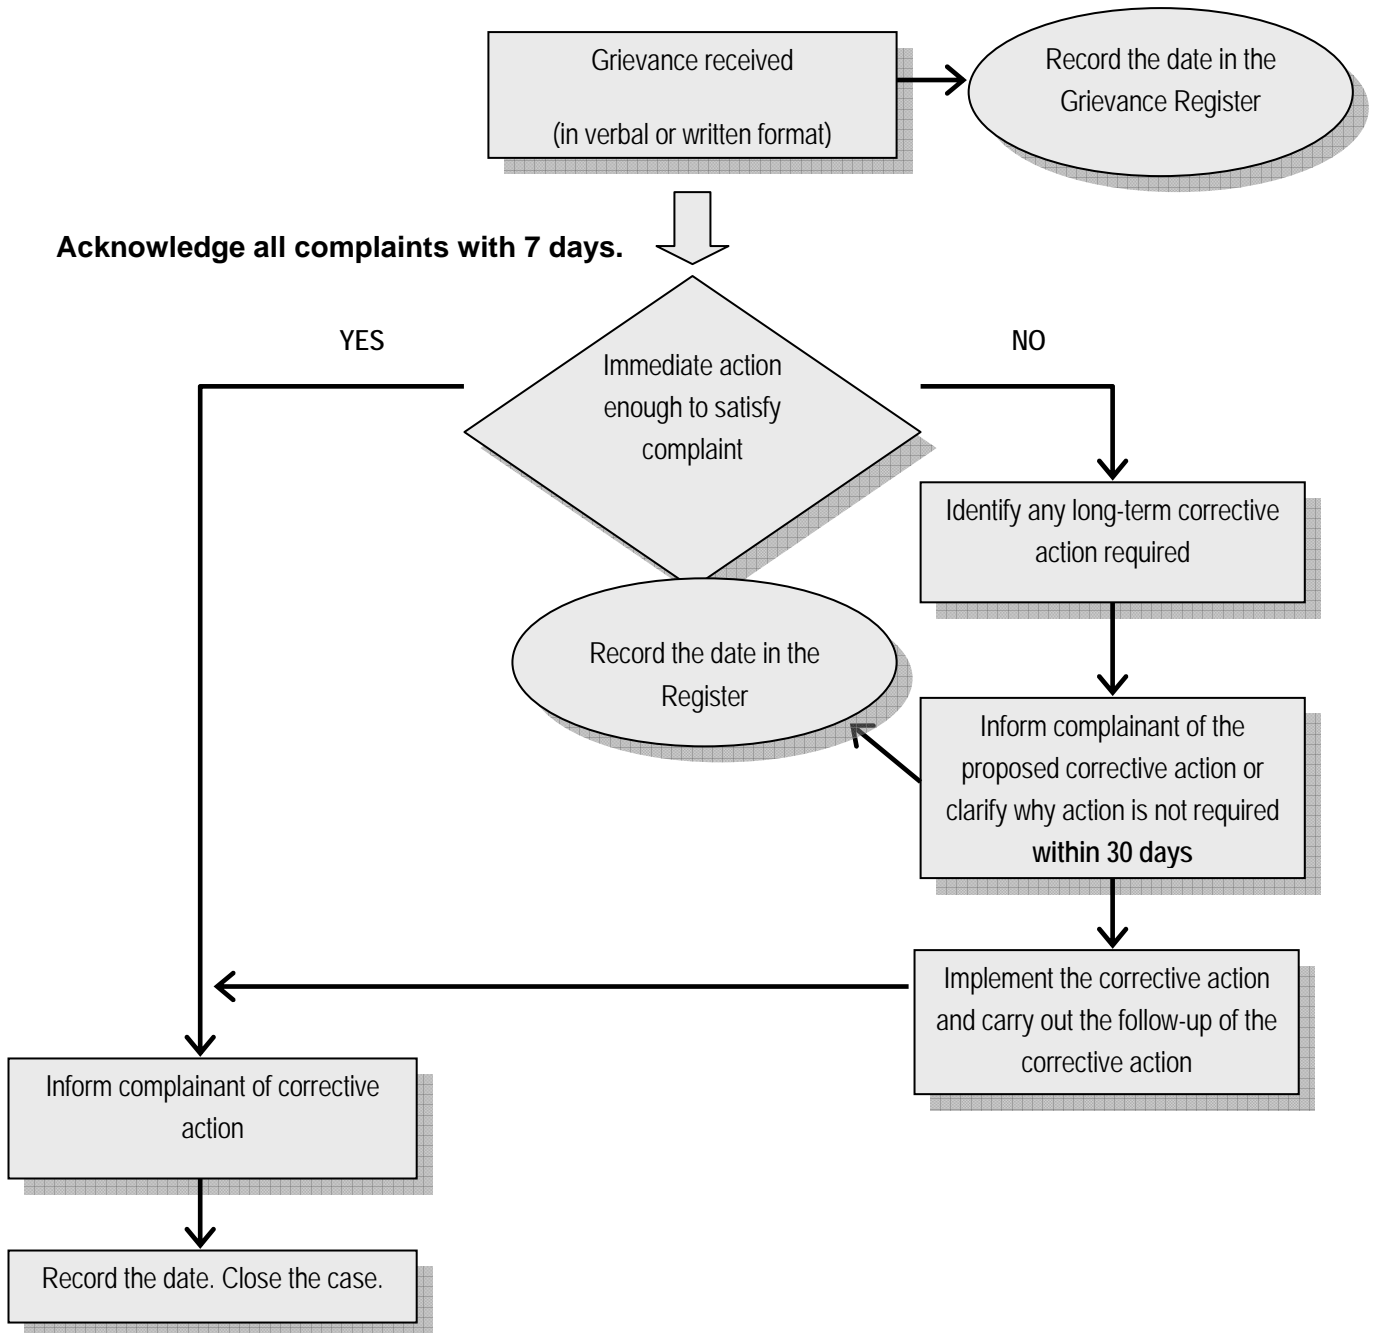 Grievance received
(in verbal or written format)
Record the date in the
Grievance Register
Acknowledge all complaints with 7 days.
YES
NO
Immediate action
enough to satisfy
complaint
Identify any long-term corrective
action required
Record the date in the
Register
Inform complainant of the
proposed corrective action or
clarify why action is not required
within 30 days
Implement the corrective action
and carry out the follow-up of the
corrective action
Inform complainant of corrective
action
Record the date. Close the case.